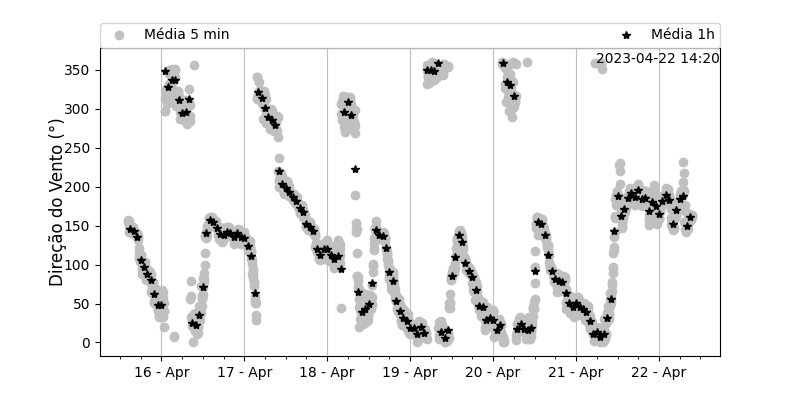 Média 5 min
Média 1h
2023-04-22 14:20
Direção do Vento (°)
350
300
250
200
150
100
50
0
16 - Apr
17 - Apr
18 - Apr
19 - Apr
20 - Apr
21 - Apr
22 - Apr